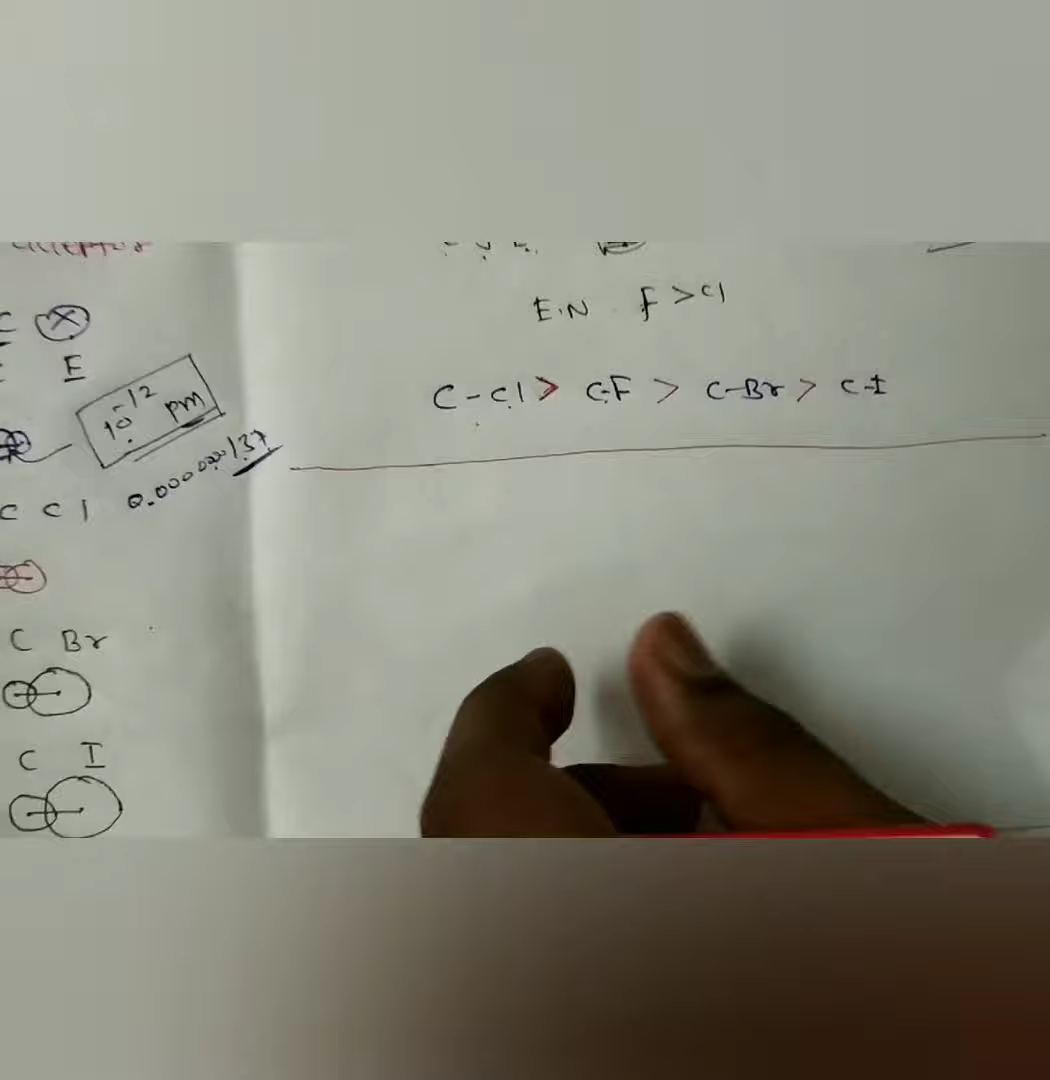 C X
E
10^-12 pm
0.000000137
C Cl
C Br
C I
E.N F > Cl
C-Cl > C-F > C-Br > C-I